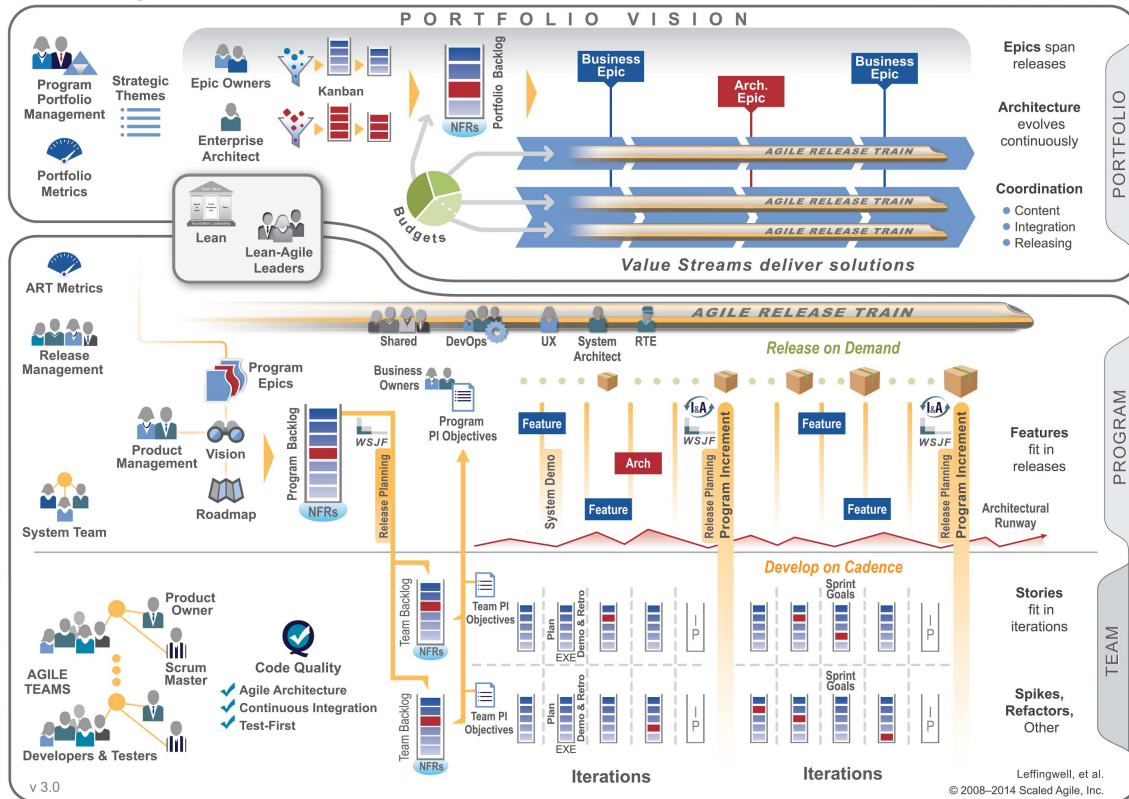 PORTFOLIO VISION
Program
Portfolio
Management
Strategic
Themes
Portfolio
Metrics
Epic Owners
Kanban
Enterprise
Architect
Portfolio Backlog
NFRs
Budgets
Business
Epic
Arch.
Epic
Business
Epic
AGILE RELEASE TRAIN
AGILE RELEASE TRAIN
AGILE RELEASE TRAIN
Value Streams deliver solutions
Epics span
releases
Architecture
evolves
continuously
Coordination
Content
Integration
Releasing
PORTFOLIO
Lean
Lean-Agile
Leaders
ART Metrics
Release
Management
Program
Epics
Product
Management
Vision
Roadmap
System Team
Program Backlog
NFRs
WSJF
Release Planning
AGILE RELEASE TRAIN
Shared
DevOps
UX
System
Architect
RTE
Release on Demand
Business
Owners
Program
PI Objectives
Feature
System Demo
Feature
Arch
I&A
WSJF
Release Planning
Program Increment
Feature
Feature
I&A
WSJF
Release Planning
Program Increment
Features
fit in
releases
Architectural
Runway
PROGRAM
Develop on Cadence
AGILE
TEAMS
Product
Owner
Scrum
Master
Developers & Testers
Code Quality
Agile Architecture
Continuous Integration
Test-First
Team Backlog
NFRs
Team PI
Objectives
Plan
EXE
Demo & Retro
I
P
Sprint
Goals
I
P
Team Backlog
NFRs
Team PI
Objectives
Plan
EXE
Demo & Retro
I
P
Sprint
Goals
I
P
Iterations
Iterations
Stories
fit in
iterations
Spikes,
Refactors,
Other
TEAM
v 3.0
Leffingwell, et al.
© 2008–2014 Scaled Agile, Inc.